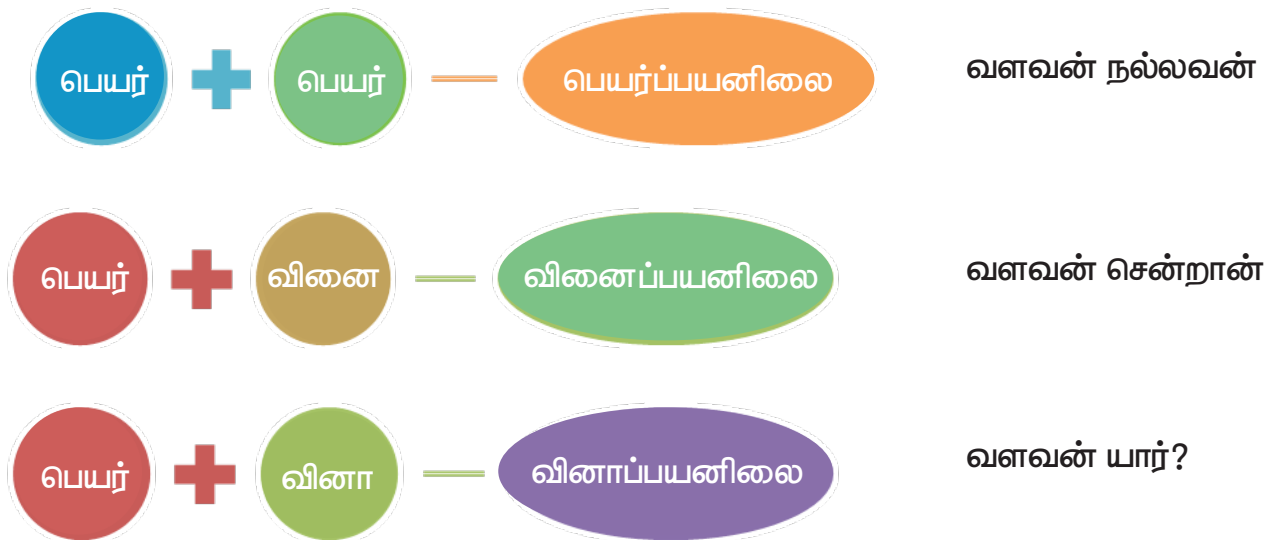 பெயர் பெயர் பெயர்ப்பயனிலை வளவன் நல்லவன்
பெயர் வினை வினைப்பயனிலை வளவன் சென்றான்
பெயர் வினா வினாப்பயனிலை வளவன் யார்?